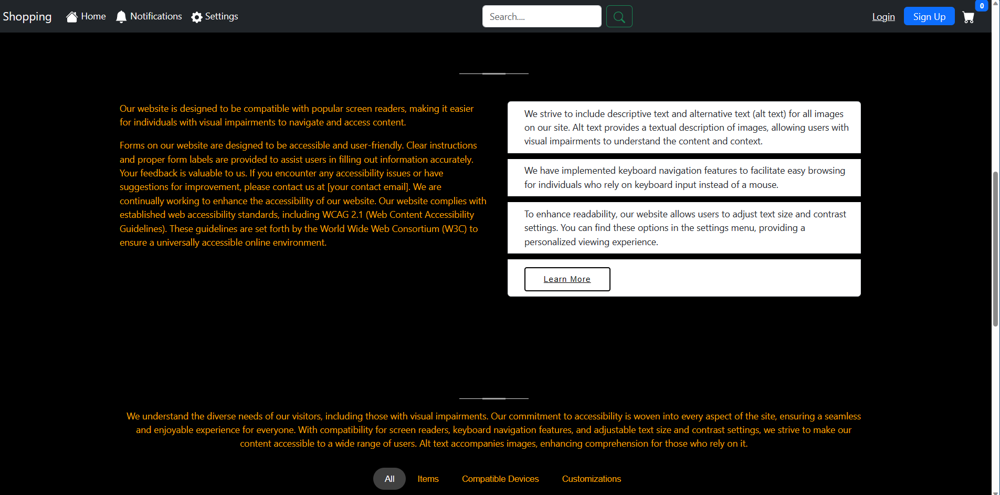 Shopping Home Notifications Settings Search.... Login Sign Up 0
Our website is designed to be compatible with popular screen readers, making it easier
for individuals with visual impairments to navigate and access content.
Forms on our website are designed to be accessible and user-friendly. Clear instructions
and proper form labels are provided to assist users in filling out information accurately.
Your feedback is valuable to us. If you encounter any accessibility issues or have
suggestions for improvement, please contact us at [your contact email]. We are
continually working to enhance the accessibility of our website. Our website complies with
established web accessibility standards, including WCAG 2.1 (Web Content Accessibility
Guidelines). These guidelines are set forth by the World Wide Web Consortium (W3C) to
ensure a universally accessible online environment.
We strive to include descriptive text and alternative text (alt text) for all images
on our site. Alt text provides a textual description of images, allowing users with
visual impairments to understand the content and context.
We have implemented keyboard navigation features to facilitate easy browsing
for individuals who rely on keyboard input instead of a mouse.
To enhance readability, our website allows users to adjust text size and contrast
settings. You can find these options in the settings menu, providing a
personalized viewing experience.
Learn More
We understand the diverse needs of our visitors, including those with visual impairments. Our commitment to accessibility is woven into every aspect of the site, ensuring a seamless
and enjoyable experience for everyone. With compatibility for screen readers, keyboard navigation features, and adjustable text size and contrast settings, we strive to make our
content accessible to a wide range of users. Alt text accompanies images, enhancing comprehension for those who rely on it.
All Items Compatible Devices Customizations